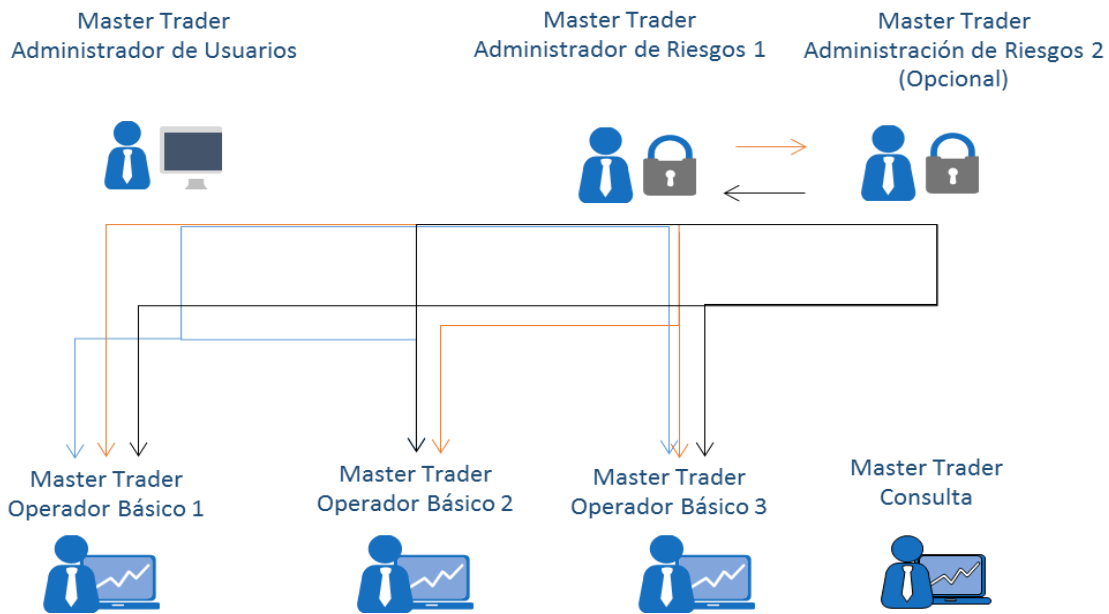 Master Trader
Administrador de Usuarios
Master Trader
Administrador de Riesgos 1
Master Trader
Administración de Riesgos 2
(Opcional)
Master Trader
Operador Básico 1
Master Trader
Operador Básico 2
Master Trader
Operador Básico 3
Master Trader
Consulta